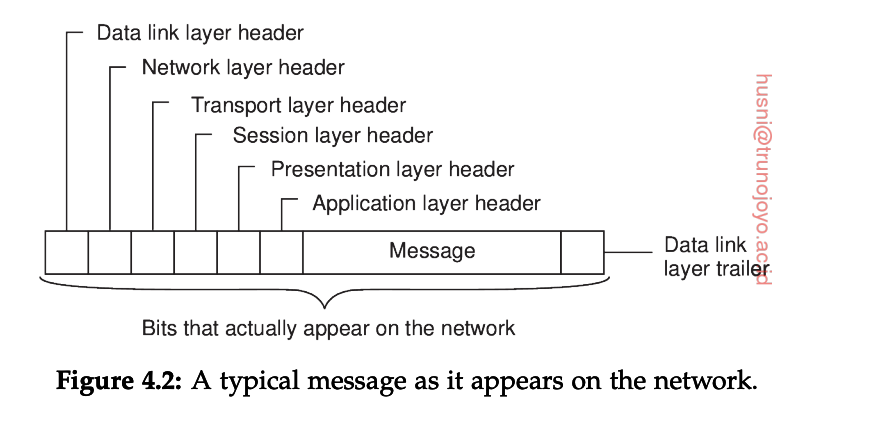 Data link layer header
Network layer header
Transport layer header
Session layer header
Presentation layer header
Application layer header
Message
Data link
layer trailer
Bits that actually appear on the network
Figure 4.2: A typical message as it appears on the network.
husni@trunojoyo.ac.id